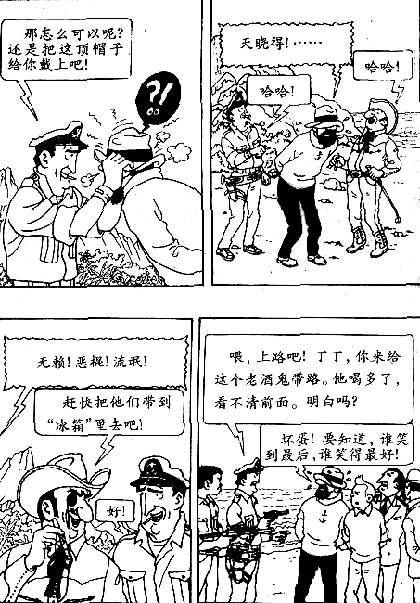 那怎么可以呢?
还是把这顶帽子
给你戴上吧!
?!
天晓得!……
哈哈!
哈哈!
无赖!恶棍!流氓!
赶快把他们带到
“冰箱”里去吧!
好!
喂,上路吧!丁丁,你来给
这个老酒鬼带路。他喝多了,
看不清前面。明白吗?
坏蛋!要知道,谁笑
到最后,谁笑得最好!